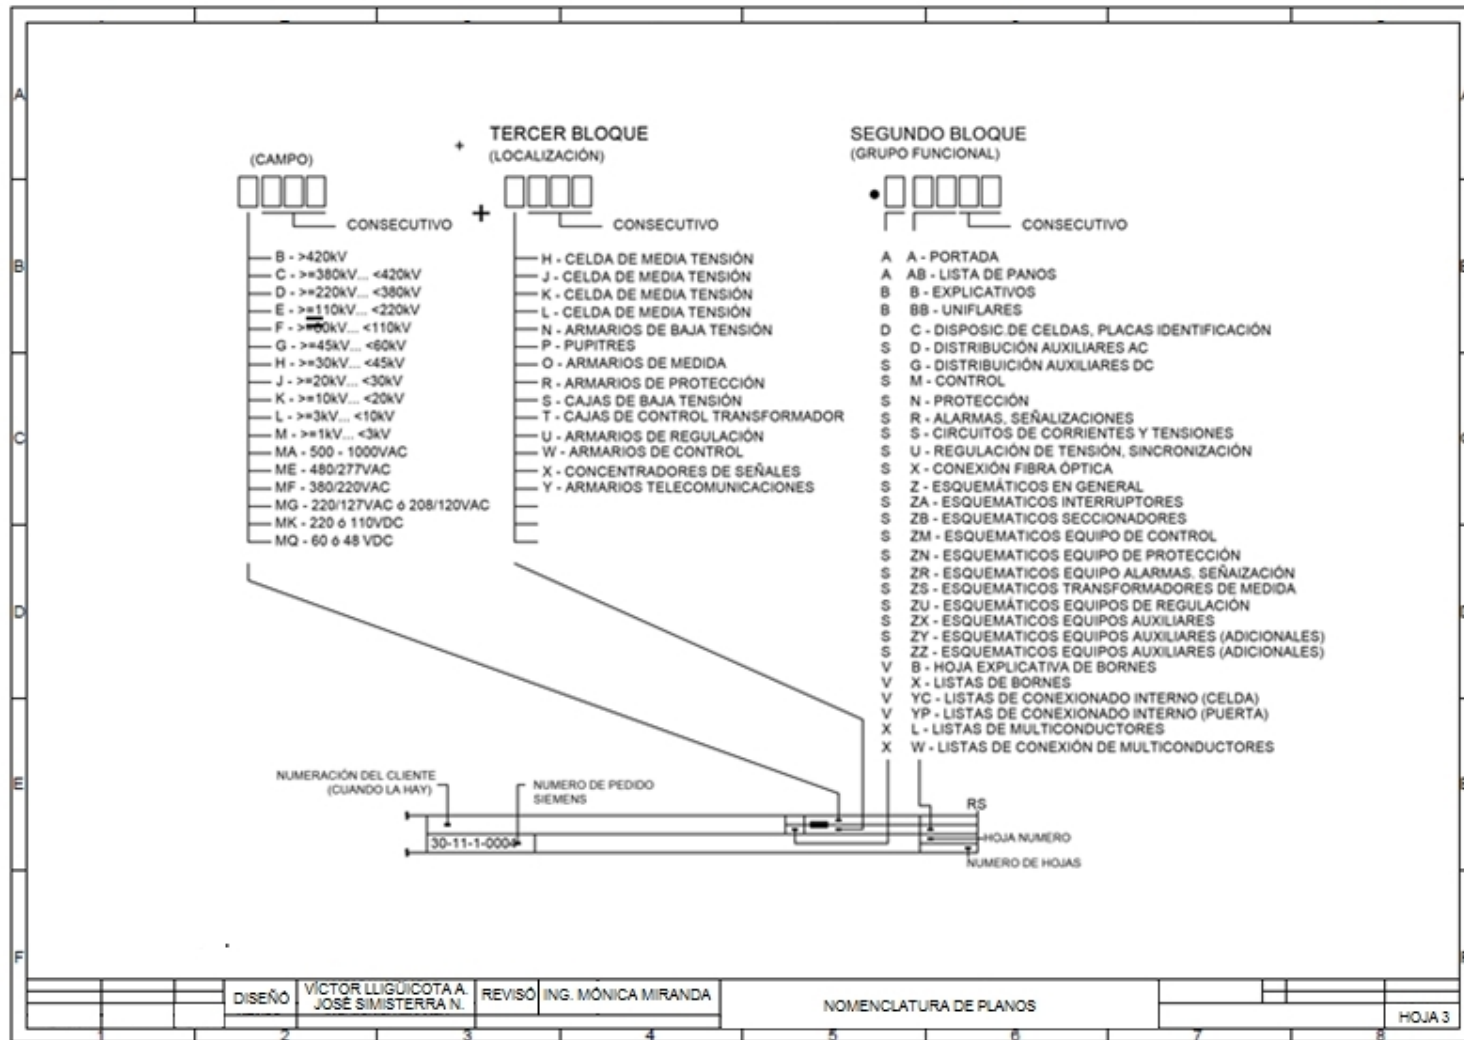 A
B
C
D
E
F
(CAMPO)
CONSECUTIVO
B - >420kV
C - >=380kV... <420kV
D - >=220kV... <380kV
E - >=110kV... <220kV
F - >=60kV... <110kV
G - >=45kV... <60kV
H - >=30kV... <45kV
J - >=20kV... <30kV
K - >=10kV... <20kV
L - >=3kV... <10kV
M - >=1kV... <3kV
MA - 500 - 1000VAC
ME - 480/277VAC
MF - 380/220VAC
MG - 220/127VAC ó 208/120VAC
MK - 220 ó 110VDC
MQ - 60 ó 48 VDC
+
TERCER BLOQUE
(LOCALIZACIÓN)
+
CONSECUTIVO
H - CELDA DE MEDIA TENSIÓN
J - CELDA DE MEDIA TENSIÓN
K - CELDA DE MEDIA TENSIÓN
L - CELDA DE MEDIA TENSIÓN
N - ARMARIOS DE BAJA TENSIÓN
P - PUPITRES
O - ARMARIOS DE MEDIDA
R - ARMARIOS DE PROTECCIÓN
S - CAJAS DE BAJA TENSIÓN
T - CAJAS DE CONTROL TRANSFORMADOR
U - ARMARIOS DE REGULACIÓN
W - ARMARIOS DE CONTROL
X - CONCENTRADORES DE SEÑALES
Y - ARMARIOS TELECOMUNICACIONES
SEGUNDO BLOQUE
(GRUPO FUNCIONAL)
CONSECUTIVO
A A - PORTADA
A AB - LISTA DE PANOS
B B - EXPLICATIVOS
B BB - UNIFLARES
D C - DISPOSIC.DE CELDAS, PLACAS IDENTIFICACIÓN
S D - DISTRIBUCIÓN AUXILIARES AC
S G - DISTRIBUICIÓN AUXILIARES DC
S M - CONTROL
S N - PROTECCIÓN
S R - ALARMAS, SEÑALIZACIONES
S S - CIRCUITOS DE CORRIENTES Y TENSIONES
S U - REGULACIÓN DE TENSIÓN, SINCRONIZACIÓN
S X - CONEXIÓN FIBRA ÓPTICA
S Z - ESQUEMÁTICOS EN GENERAL
S ZA - ESQUEMATICOS INTERRUPTORES
S ZB - ESQUEMATICOS SECCIONADORES
S ZM - ESQUEMATICOS EQUIPO DE CONTROL
S ZN - ESQUEMATICOS EQUIPO DE PROTECCIÓN
S ZR - ESQUEMATICOS EQUIPO ALARMAS. SEÑAIZACIÓN
S ZS - ESQUEMATICOS TRANSFORMADORES DE MEDIDA
S ZU - ESQUEMÁTICOS EQUIPOS DE REGULACIÓN
S ZX - ESQUEMATICOS EQUIPOS AUXILIARES
S ZY - ESQUEMATICOS EQUIPOS AUXILIARES (ADICIONALES)
S ZZ - ESQUEMATICOS EQUIPOS AUXILIARES (ADICIONALES)
V B - HOJA EXPLICATIVA DE BORNES
V X - LISTAS DE BORNES
V YC - LISTAS DE CONEXIONADO INTERNO (CELDA)
V YP - LISTAS DE CONEXIONADO INTERNO (PUERTA)
X L - LISTAS DE MULTICONDUCTORES
X W - LISTAS DE CONEXIÓN DE MULTICONDUCTORES
NUMERACIÓN DEL CLIENTE
(CUANDO LA HAY)
NUMERO DE PEDIDO
SIEMENS
RS
30-11-1-0004
HOJA NUMERO
NUMERO DE HOJAS
DISEÑO
VÍCTOR LLIGÜICOTA A.
JOSÉ SIMISTERRA N.
REVISÓ
ING. MÓNICA MIRANDA
NOMENCLATURA DE PLANOS
HOJA 3
1 2 3 4 5 6 7 8